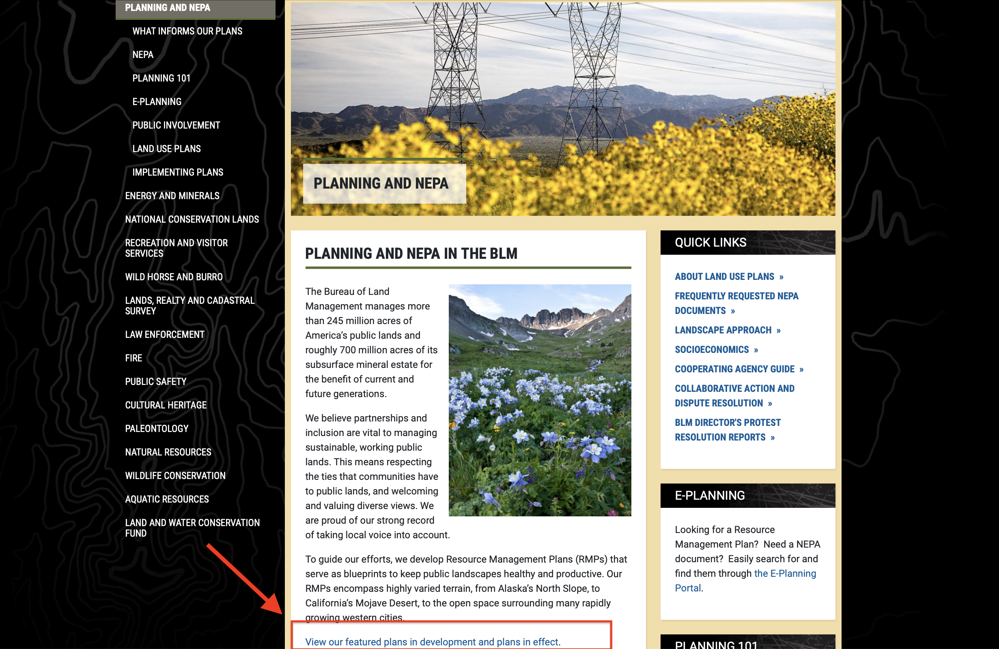 PLANNING AND NEPA
WHAT INFORMS OUR PLANS
NEPA
PLANNING 101
E-PLANNING
PUBLIC INVOLVEMENT
LAND USE PLANS
IMPLEMENTING PLANS
ENERGY AND MINERALS
NATIONAL CONSERVATION LANDS
RECREATION AND VISITOR
SERVICES
WILD HORSE AND BURRO
LANDS, REALTY AND CADASTRAL
SURVEY
LAW ENFORCEMENT
FIRE
PUBLIC SAFETY
CULTURAL HERITAGE
PALEONTOLOGY
NATURAL RESOURCES
WILDLIFE CONSERVATION
AQUATIC RESOURCES
LAND AND WATER CONSERVATION
FUND
PLANNING AND NEPA
PLANNING AND NEPA IN THE BLM
The Bureau of Land
Management manages more
than 245 million acres of
America’s public lands and
roughly 700 million acres of its
subsurface mineral estate for
the benefit of current and
future generations.
We believe partnerships and
inclusion are vital to managing
sustainable, working public
lands. This means respecting
the ties that communities have
to public lands, and welcoming
and valuing diverse views. We
are proud of our strong record
of taking local voice into account.
To guide our efforts, we develop Resource Management Plans (RMPs) that
serve as blueprints to keep public landscapes healthy and productive. Our
RMPs encompass highly varied terrain, from Alaska’s North Slope, to
California’s Mojave Desert, to the open space surrounding many rapidly
growing western cities.
View our featured plans in development and plans in effect.
QUICK LINKS
ABOUT LAND USE PLANS »
FREQUENTLY REQUESTED NEPA
DOCUMENTS »
LANDSCAPE APPROACH »
SOCIOECONOMICS »
COOPERATING AGENCY GUIDE »
COLLABORATIVE ACTION AND
DISPUTE RESOLUTION »
BLM DIRECTOR'S PROTEST
RESOLUTION REPORTS »
E-PLANNING
Looking for a Resource
Management Plan? Need a NEPA
document? Easily search for and
find them through the E-Planning
Portal.
PLANNING 101